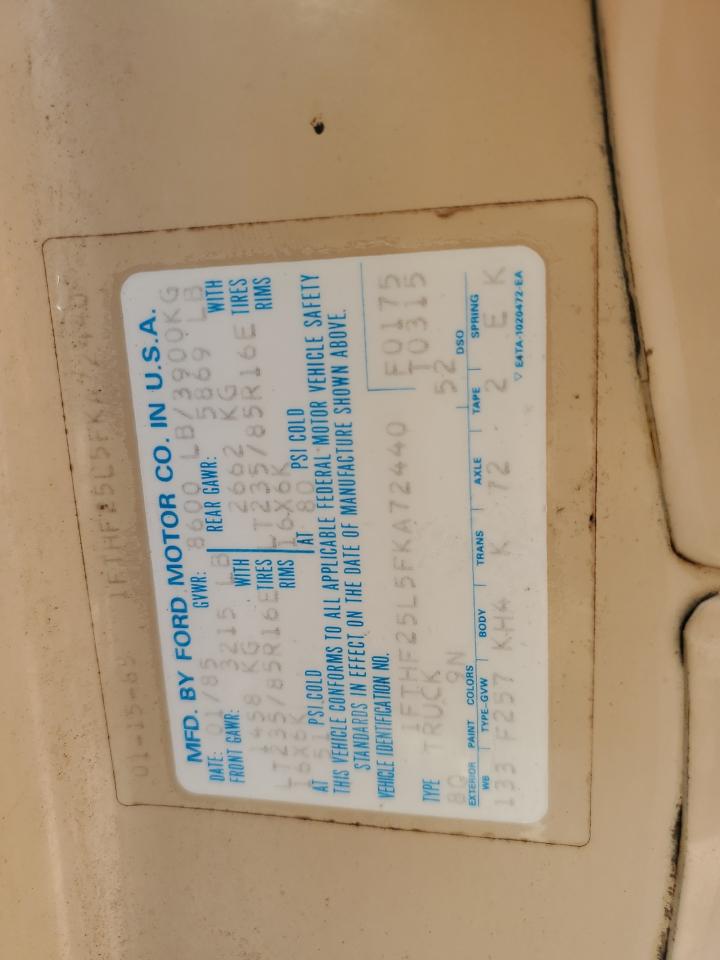 01-15-85 1FTHF25L5FKA72440
MFD. BY FORD MOTOR CO. IN U.S.A.
DATE: 01/85 GVWR: 8600 LB/3900KG
FRONT GAWR: 3215 LB REAR GAWR: 5869 LB
1458 KG WITH 2662 KG WITH
LT235/85R16E TIRES LT235/85R16E TIRES
16X6K RIMS 16X6K RIMS
AT 51 PSI COLD AT 80 PSI COLD
THIS VEHICLE CONFORMS TO ALL APPLICABLE FEDERAL MOTOR VEHICLE SAFETY
STANDARDS IN EFFECT ON THE DATE OF MANUFACTURE SHOWN ABOVE.
VEHICLE IDENTIFICATION NO.
1FTHF25L5FKA72440 F0175
TYPE TRUCK T0315
9N 52
EXTERIOR PAINT COLORS DSO
WB TYPE-GVW BODY TRANS AXLE TAPE SPRING
133 F257 KH4 K 72 2 E K
▽ E4TA-1020472-EA